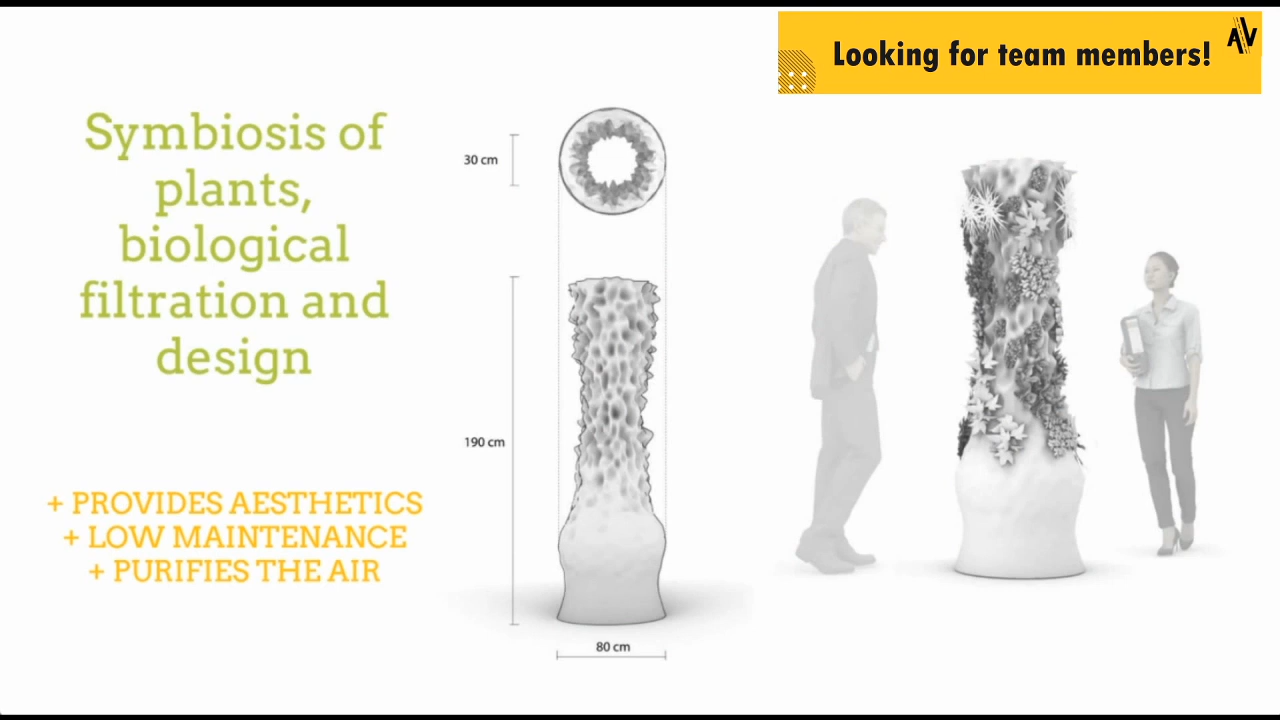 Looking for team members!
AV
Symbiosis of
plants,
biological
filtration and
design
+ PROVIDES AESTHETICS
+ LOW MAINTENANCE
+ PURIFIES THE AIR
30 cm
190 cm
80 cm